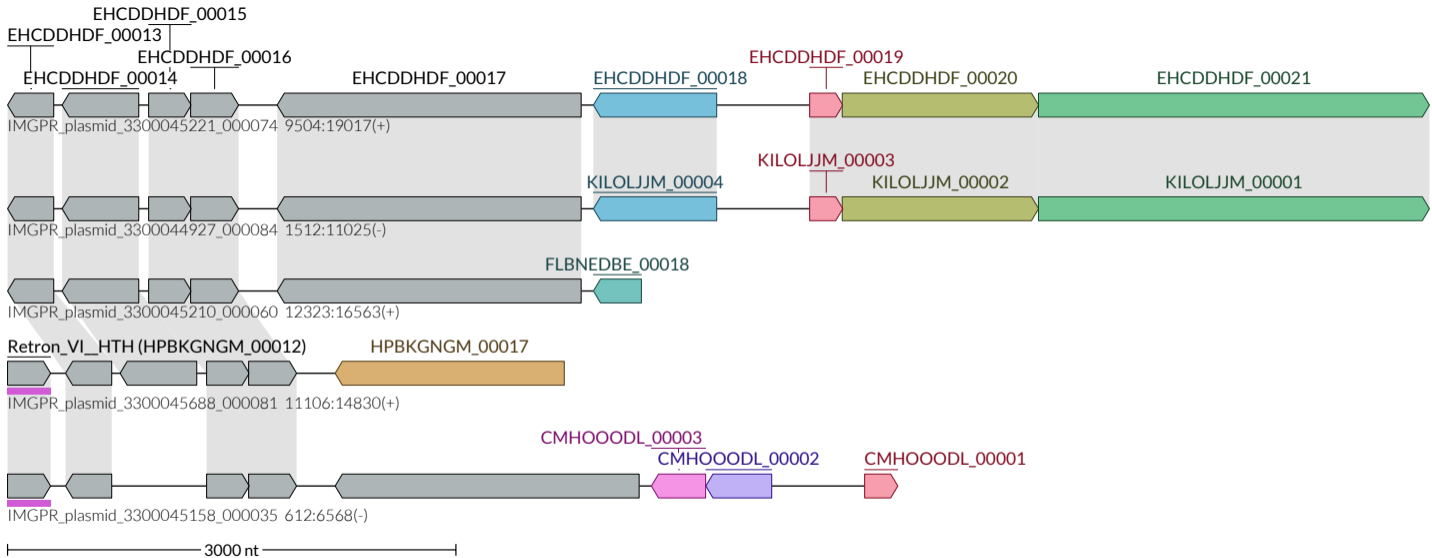 EHCDDHDF_00015
EHCDDHDF_00013
EHCDDHDF_00016 EHCDDHDF_00019
EHCDDHDF_00014 EHCDDHDF_00017 EHCDDHDF_00018 EHCDDHDF_00020 EHCDDHDF_00021
IMGPR_plasmid_3300045221_000074 9504:19017(+)
KILOLJJM_00003
KILOLJJM_00004 KILOLJJM_00002 KILOLJJM_00001
IMGPR_plasmid_3300044927_000084 1512:11025(-)
FLBNEDBE_00018
IMGPR_plasmid_3300045210_000060 12323:16563(+)
Retron_VI__HTH (HPBKGNGM_00012) HPBKGNGM_00017
IMGPR_plasmid_3300045688_000081 11106:14830(+)
CMHOOODL_00003
CMHOOODL_00002 CMHOOODL_00001
IMGPR_plasmid_3300045158_000035 612:6568(-)
3000 nt